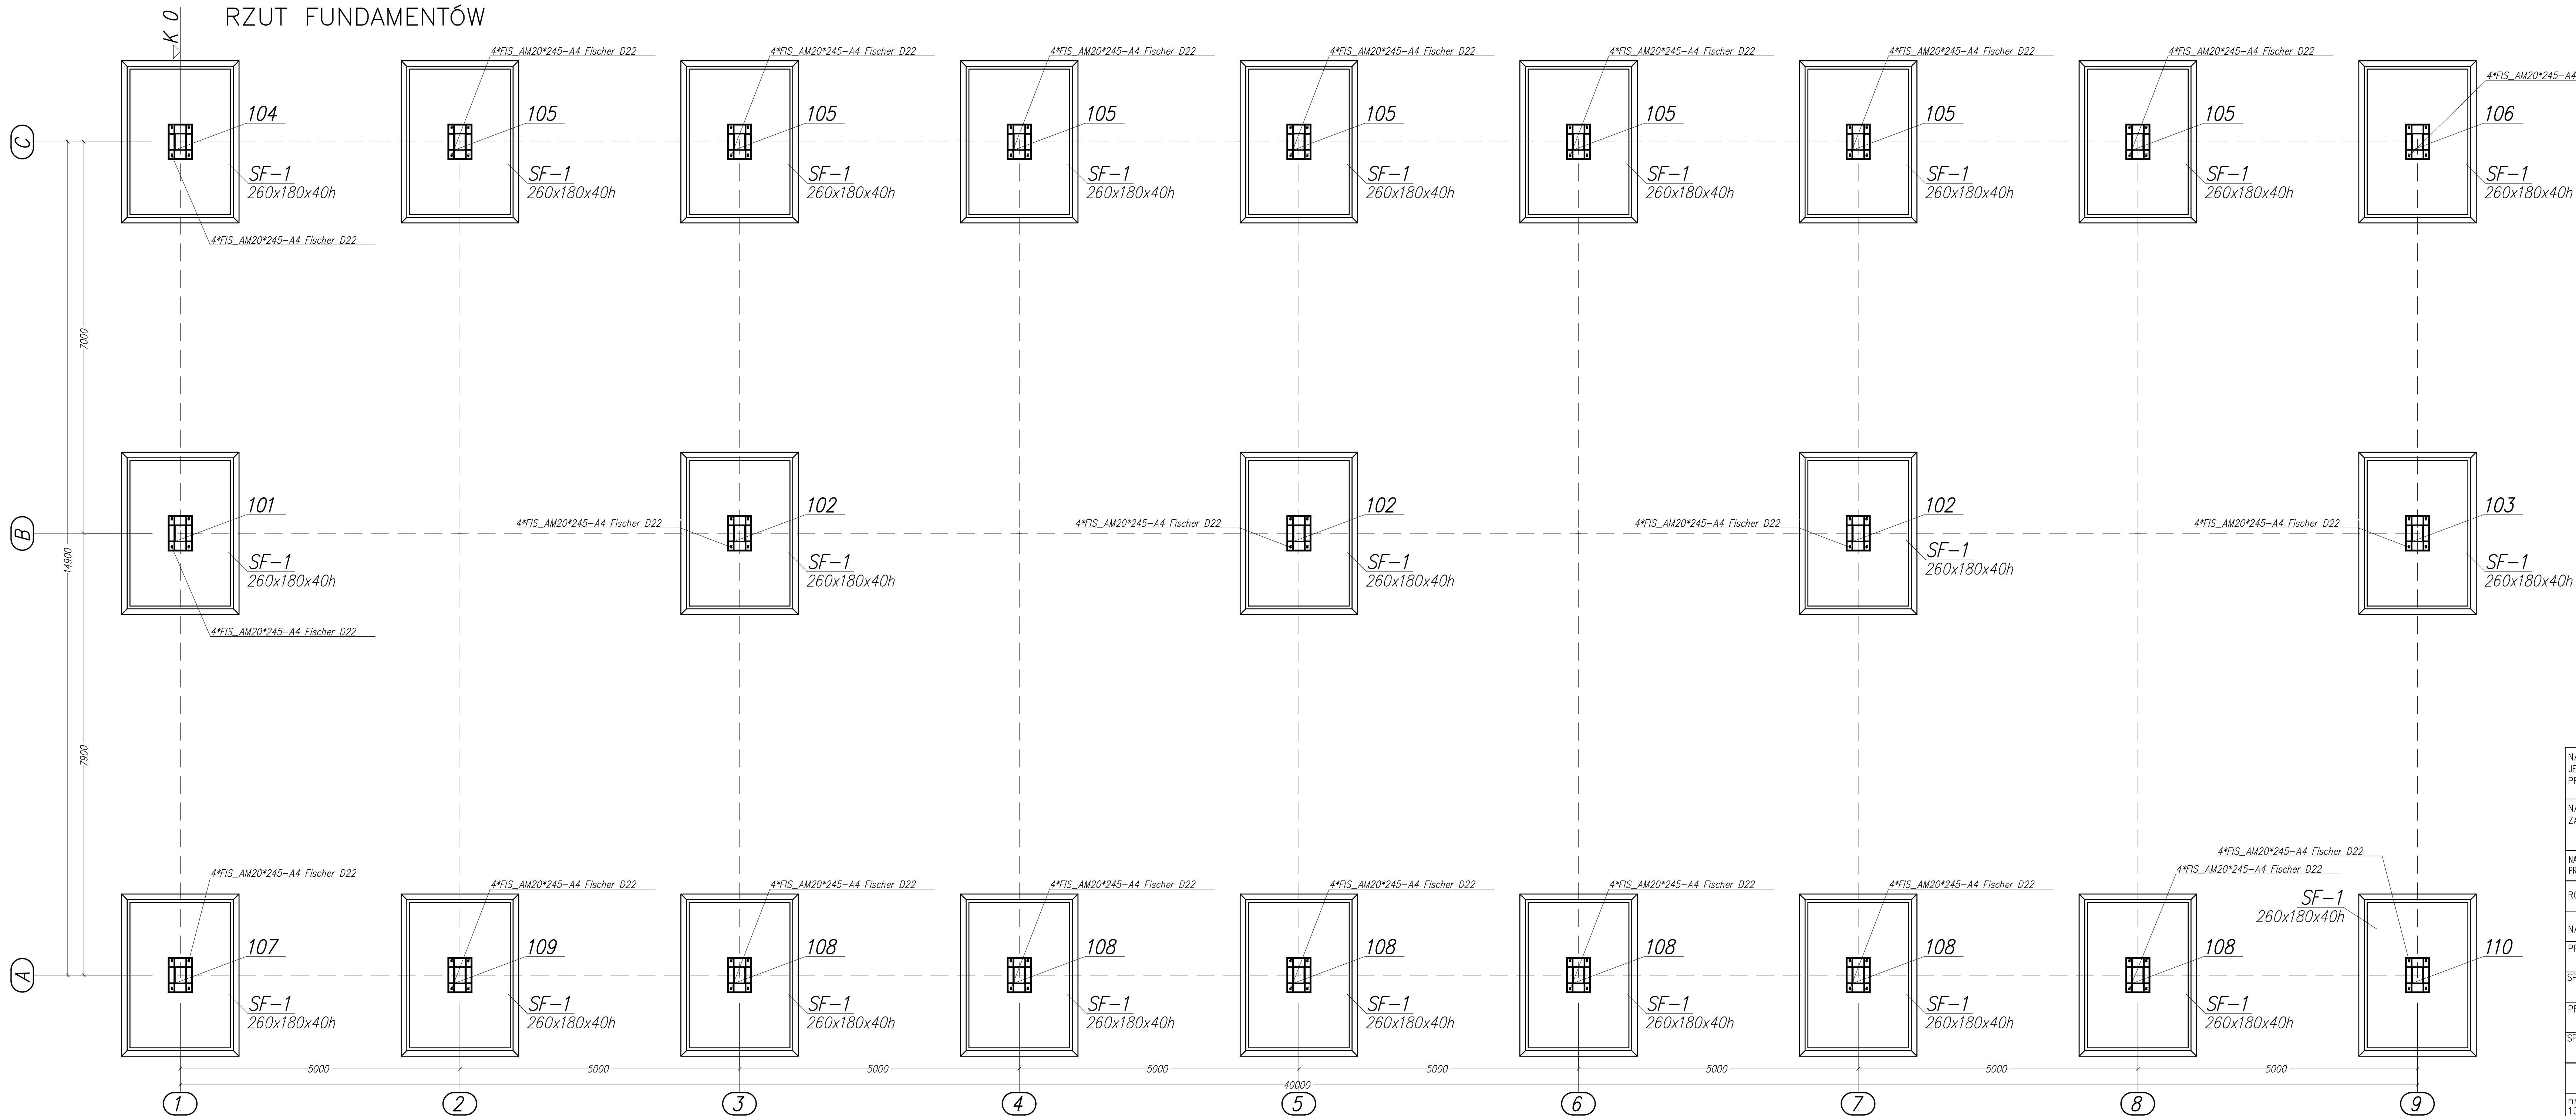 RZUT FUNDAMENTÓW
K 0
4*FIS_AM20*245-A4 Fischer D22
4*FIS_AM20*245-A4 Fischer D22
4*FIS_AM20*245-A4 Fischer D22
4*FIS_AM20*245-A4 Fischer D22
4*FIS_AM20*245-A4 Fischer D22
4*FIS_AM20*245-A4 Fischer D22
4*FIS_AM20*245-A4 Fischer D22
4*FIS_AM20*245-A4
C
104
105
105
105
105
105
105
105
106
SF-1
260x180x40h
SF-1
260x180x40h
SF-1
260x180x40h
SF-1
260x180x40h
SF-1
260x180x40h
SF-1
260x180x40h
SF-1
260x180x40h
SF-1
260x180x40h
SF-1
260x180x40h
4*FIS_AM20*245-A4 Fischer D22
7000
14900
7900
B
101
102
102
102
103
4*FIS_AM20*245-A4 Fischer D22
4*FIS_AM20*245-A4 Fischer D22
4*FIS_AM20*245-A4 Fischer D22
4*FIS_AM20*245-A4 Fischer D22
SF-1
260x180x40h
SF-1
260x180x40h
SF-1
260x180x40h
SF-1
260x180x40h
SF-1
260x180x40h
4*FIS_AM20*245-A4 Fischer D22
4*FIS_AM20*245-A4 Fischer D22
4*FIS_AM20*245-A4 Fischer D22
4*FIS_AM20*245-A4 Fischer D22
4*FIS_AM20*245-A4 Fischer D22
4*FIS_AM20*245-A4 Fischer D22
4*FIS_AM20*245-A4 Fischer D22
4*FIS_AM20*245-A4 Fischer D22
4*FIS_AM20*245-A4 Fischer D22
4*FIS_AM20*245-A4 Fischer D22
SF-1
260x180x40h
A
107
109
108
108
108
108
108
108
110
SF-1
260x180x40h
SF-1
260x180x40h
SF-1
260x180x40h
SF-1
260x180x40h
SF-1
260x180x40h
SF-1
260x180x40h
SF-1
260x180x40h
SF-1
260x180x40h
5000
5000
5000
5000
5000
5000
5000
5000
40000
1
2
3
4
5
6
7
8
9